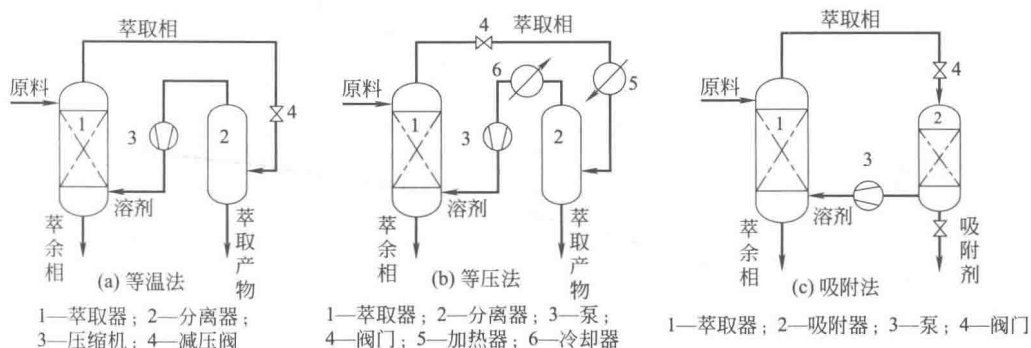 萃取相
原料
1
3
2
4
溶剂
萃余相
萃取产物
(a) 等温法
1—萃取器；2—分离器；
3—压缩机；4—减压阀
4
萃取相
6
原料
5
1
3
2
溶剂
萃余相
萃取产物
(b) 等压法
1—萃取器；2—分离器；3—泵；
4—阀门；5—加热器；6—冷却器
萃取相
4
原料
1
2
3
溶剂
萃余相
吸附剂
(c) 吸附法
1—萃取器；2—吸附器；3—泵；4—阀门